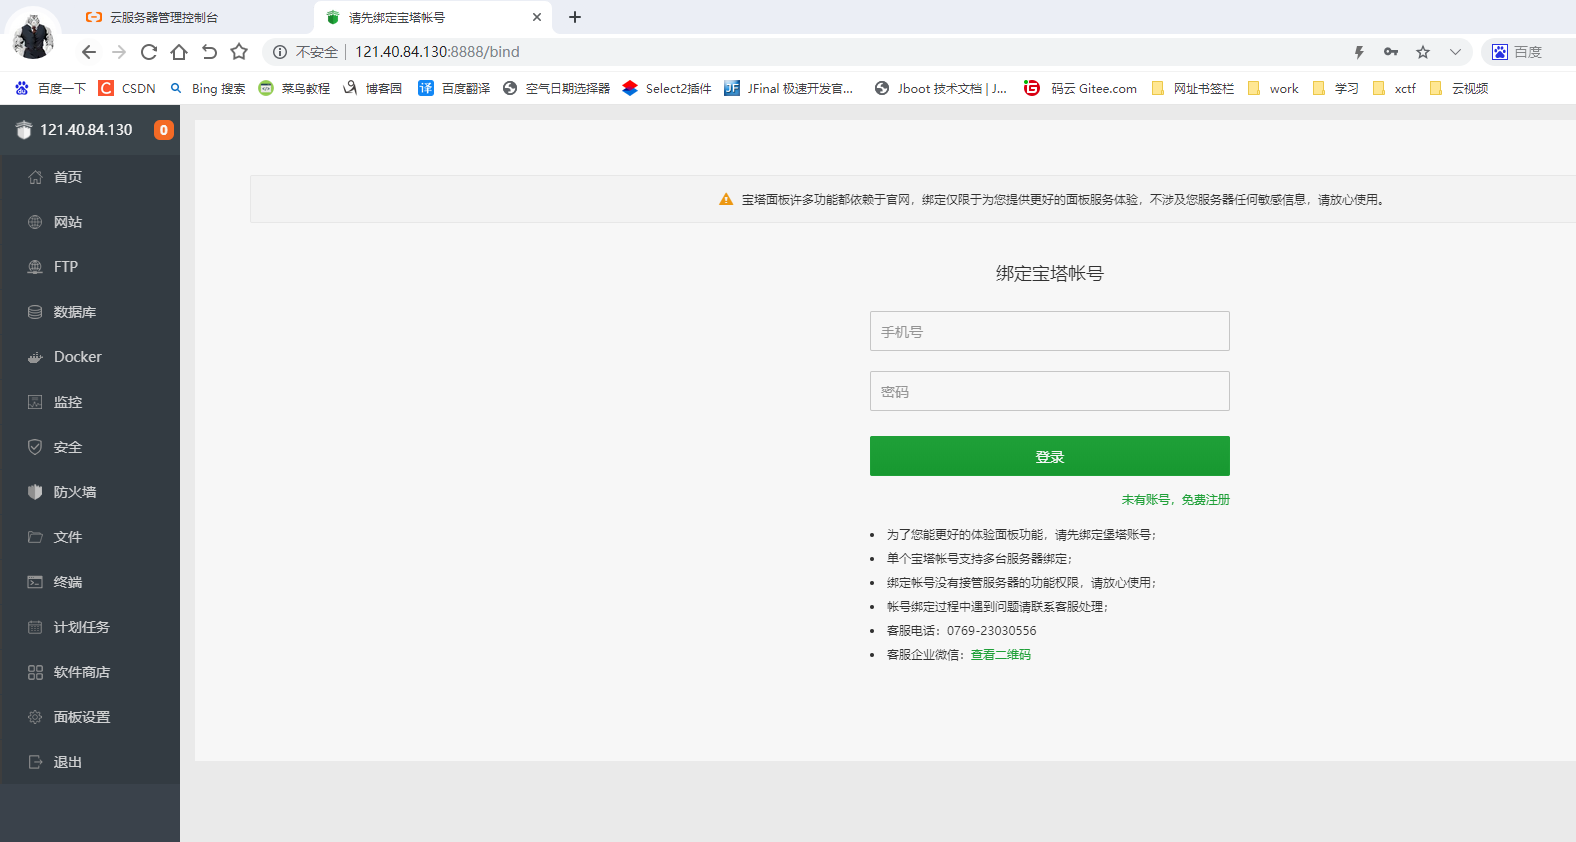 云服务器管理控制台
请先绑定宝塔帐号
不安全 121.40.84.130:8888/bind
百度
百度一下 CSDN Bing 搜索 菜鸟教程 博客园 百度翻译 空气日期选择器 Select2插件 JFinal 极速开发官... Jboot 技术文档 | J... 码云 Gitee.com 网址书签栏 work 学习 xctf 云视频
121.40.84.130 0
首页
网站
FTP
数据库
Docker
监控
安全
防火墙
文件
终端
计划任务
软件商店
面板设置
退出
宝塔面板许多功能都依赖于官网，绑定仅限于为您提供更好的面板服务体验，不涉及您服务器任何敏感信息，请放心使用。
绑定宝塔帐号
手机号
密码
登录
未有账号，免费注册
为了您能更好的体验面板功能，请先绑定堡塔账号；
单个宝塔帐号支持多台服务器绑定；
绑定帐号没有接管服务器的功能权限，请放心使用；
帐号绑定过程中遇到问题请联系客服处理；
客服电话：0769-23030556
客服企业微信：查看二维码